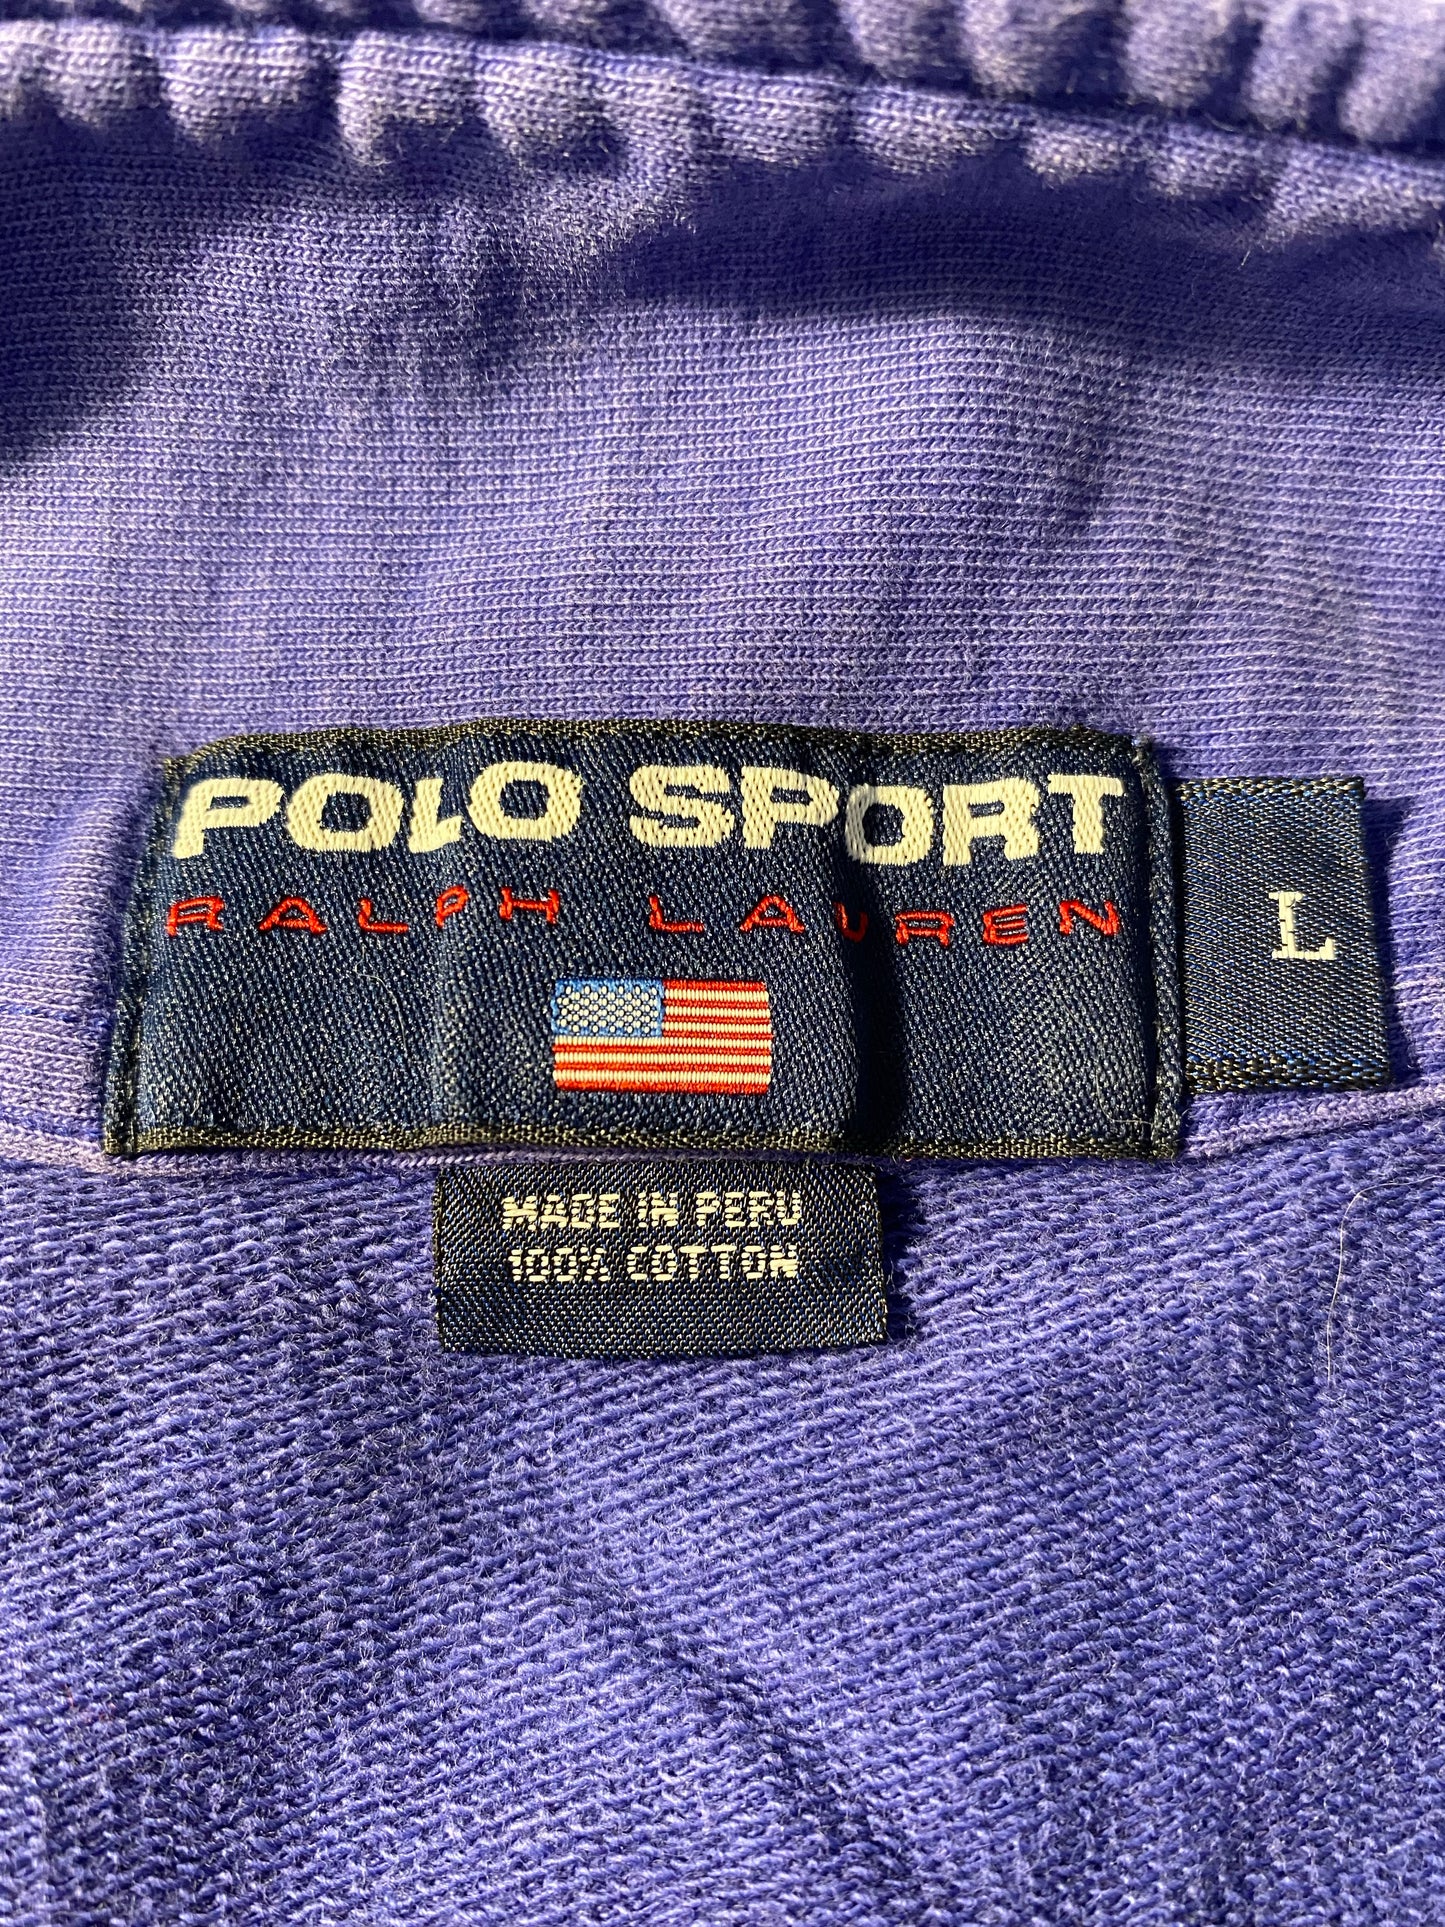 POLO SPORT
RALPH LAUREN
L
MADE IN PERU
100% COTTON